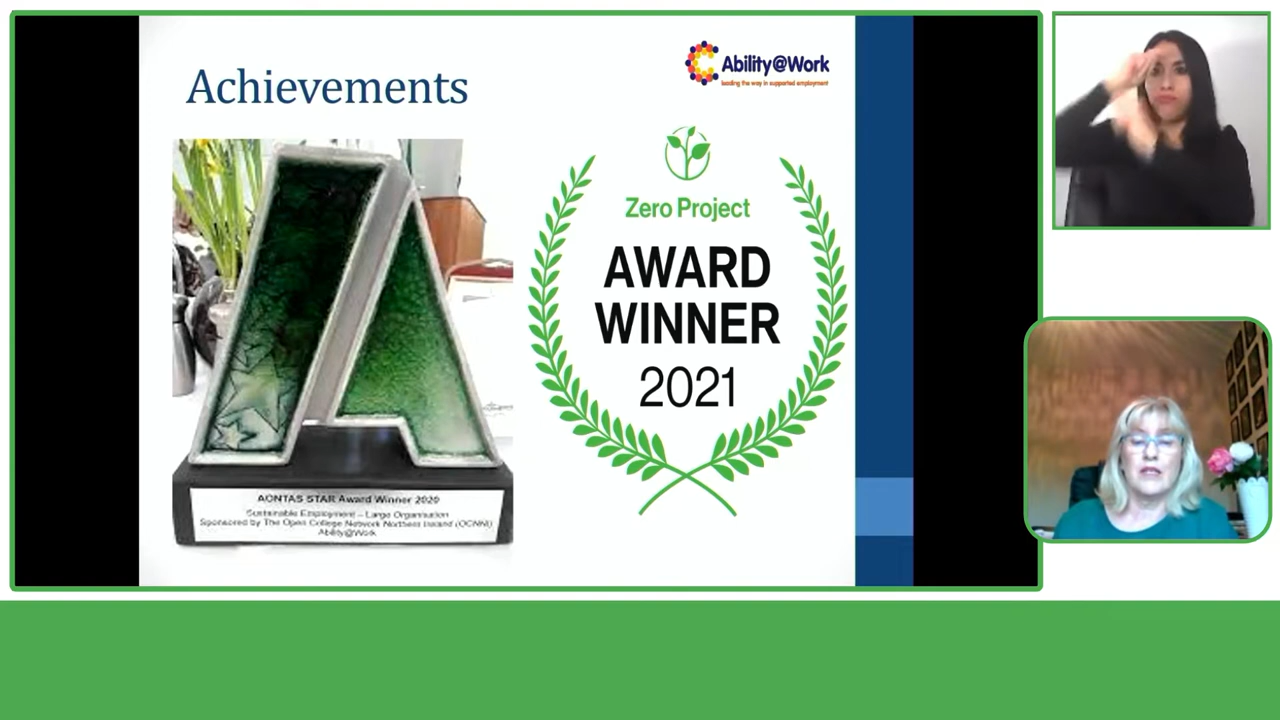 Achievements
Ability@Work
leading the way in supported employment
Zero Project
AWARD
WINNER
2021
AONTAS STAR Award Winner 2020
Sustainable Employment – Large Organisation
Sponsored by The Open College Network Northern Ireland (OCNNI)
Ability@Work